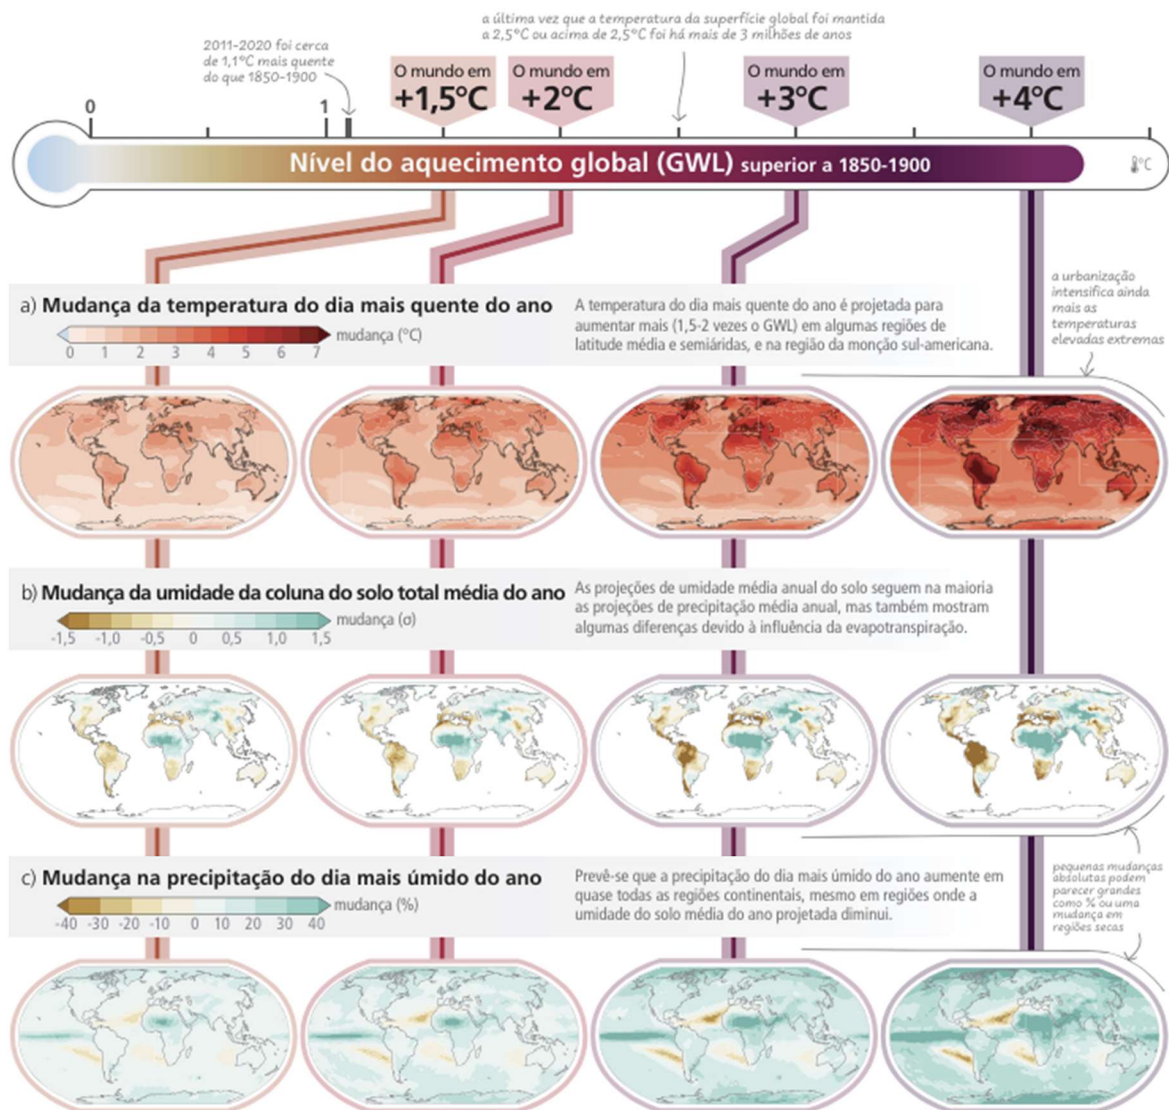 a última vez que a temperatura da superfície global foi mantida
a 2,5°C ou acima de 2,5°C foi há mais de 3 milhões de anos
2011-2020 foi cerca
de 1,1°C mais quente
do que 1850-1900
O mundo em
+1,5°C
O mundo em
+2°C
O mundo em
+3°C
O mundo em
+4°C
0
1
Nível do aquecimento global (GWL) superior a 1850-1900
°C
a urbanização
intensifica ainda
mais as
temperaturas
elevadas extremas
a) Mudança da temperatura do dia mais quente do ano
mudança (°C)
0 1 2 3 4 5 6 7
A temperatura do dia mais quente do ano é projetada para
aumentar mais (1,5-2 vezes o GWL) em algumas regiões de
latitude média e semiáridas, e na região da monção sul-americana.
b) Mudança da umidade da coluna do solo total média do ano
mudança (σ)
-1,5 -1,0 -0,5 0 0,5 1,0 1,5
As projeções de umidade média anual do solo seguem na maioria
as projeções de precipitação média anual, mas também mostram
algumas diferenças devido à influência da evapotranspiração.
c) Mudança na precipitação do dia mais úmido do ano
mudança (%)
-40 -30 -20 -10 0 10 20 30 40
Prevê-se que a precipitação do dia mais úmido do ano aumente em
quase todas as regiões continentais, mesmo em regiões onde a
umidade do solo média do ano projetada diminui.
pequenas mudanças
absolutas podem
parecer grandes
como % ou uma
mudança em
regiões secas